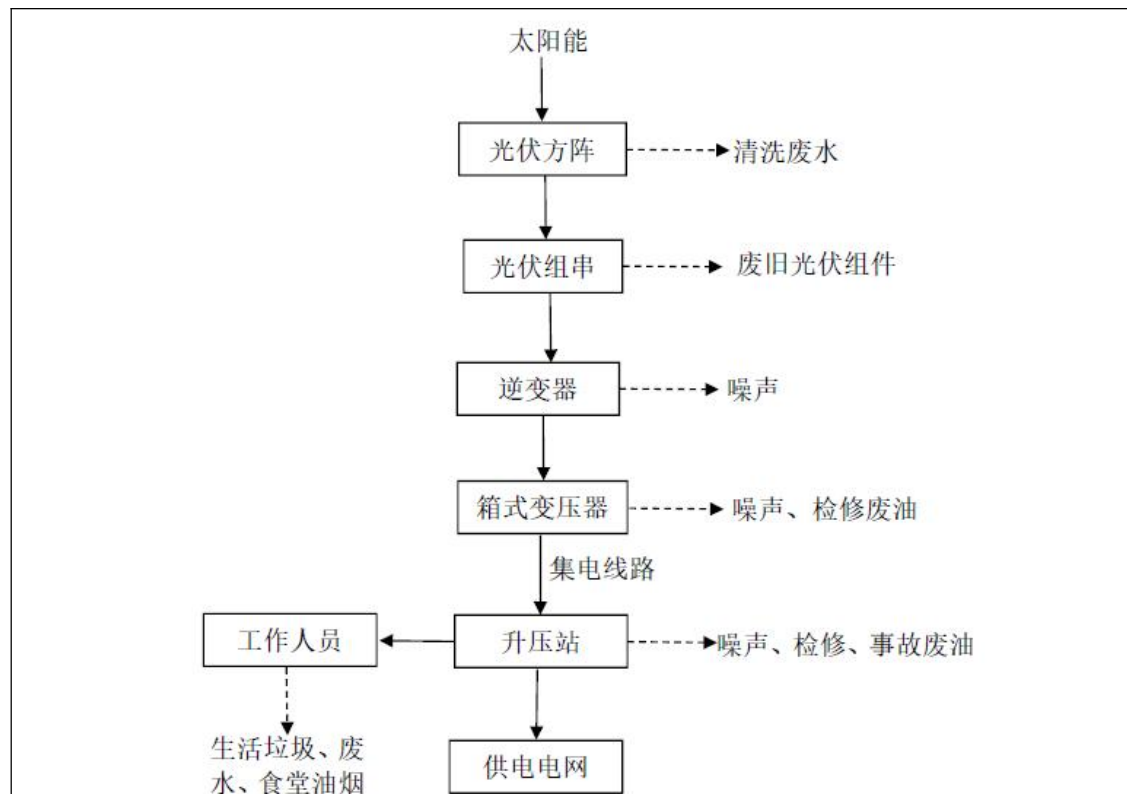 太阳能
光伏方阵
清洗废水
光伏组串
废旧光伏组件
逆变器
噪声
箱式变压器
噪声、检修废油
集电线路
工作人员
升压站
噪声、检修、事故废油
生活垃圾、废
水、食堂油烟
供电电网